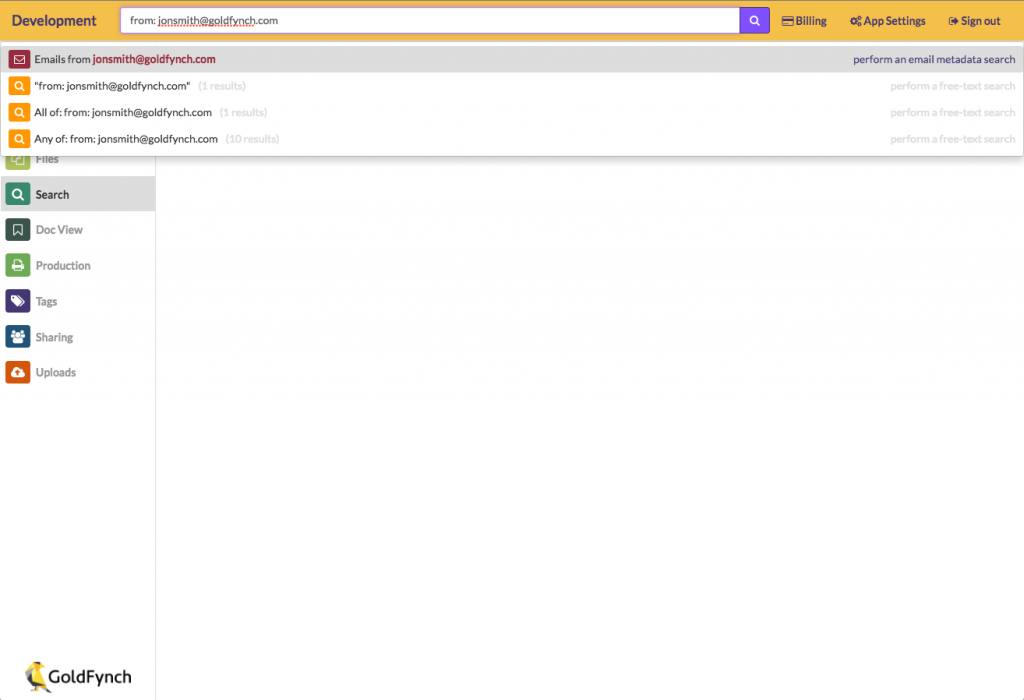 Development from: jonsmith@goldfynch.com Billing App Settings Sign out
Emails from jonsmith@goldfynch.com perform an email metadata search
"from: jonsmith@goldfynch.com" (1 results) perform a free-text search
All of: from: jonsmith@goldfynch.com (1 results) perform a free-text search
Any of: from: jonsmith@goldfynch.com (10 results) perform a free-text search
Files
Search
Doc View
Production
Tags
Sharing
Uploads
GoldFynch